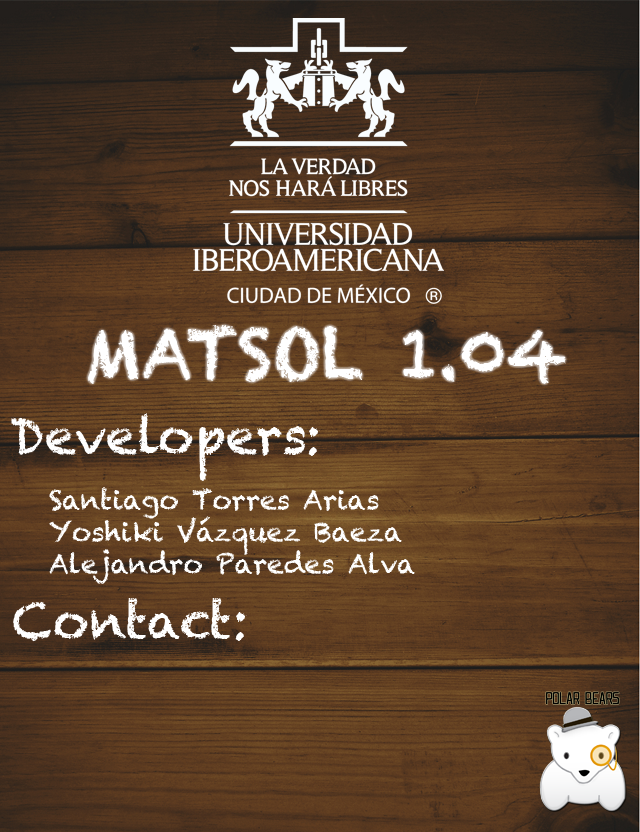 LA VERDAD
NOS HARÁ LIBRES
UNIVERSIDAD
IBEROAMERICANA
CIUDAD DE MÉXICO ®
MATSOL 1.04
Developers:
Santiago Torres Arias
Yoshiki Vázquez Baeza
Alejandro Paredes Alva
Contact:
POLAR BEARS